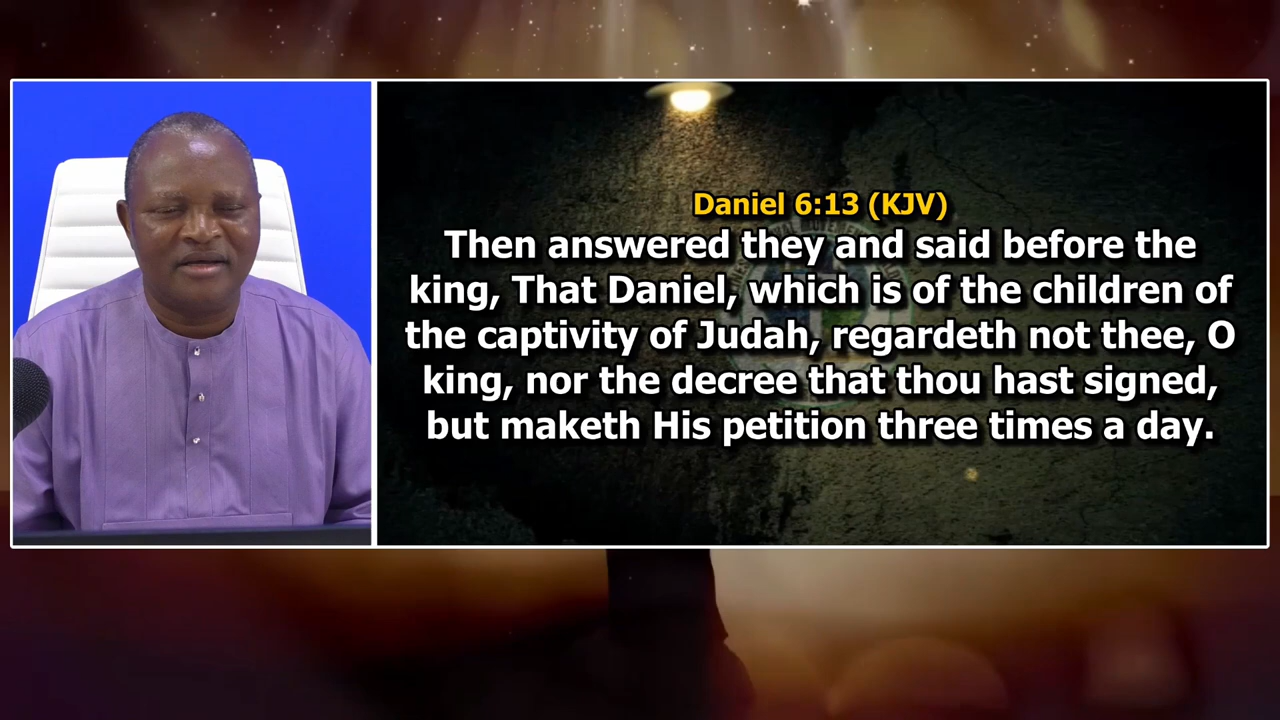 Daniel 6:13 (KJV)
Then answered they and said before the
king, That Daniel, which is of the children of
the captivity of Judah, regardeth not thee, O
king, nor the decree that thou hast signed,
but maketh His petition three times a day.